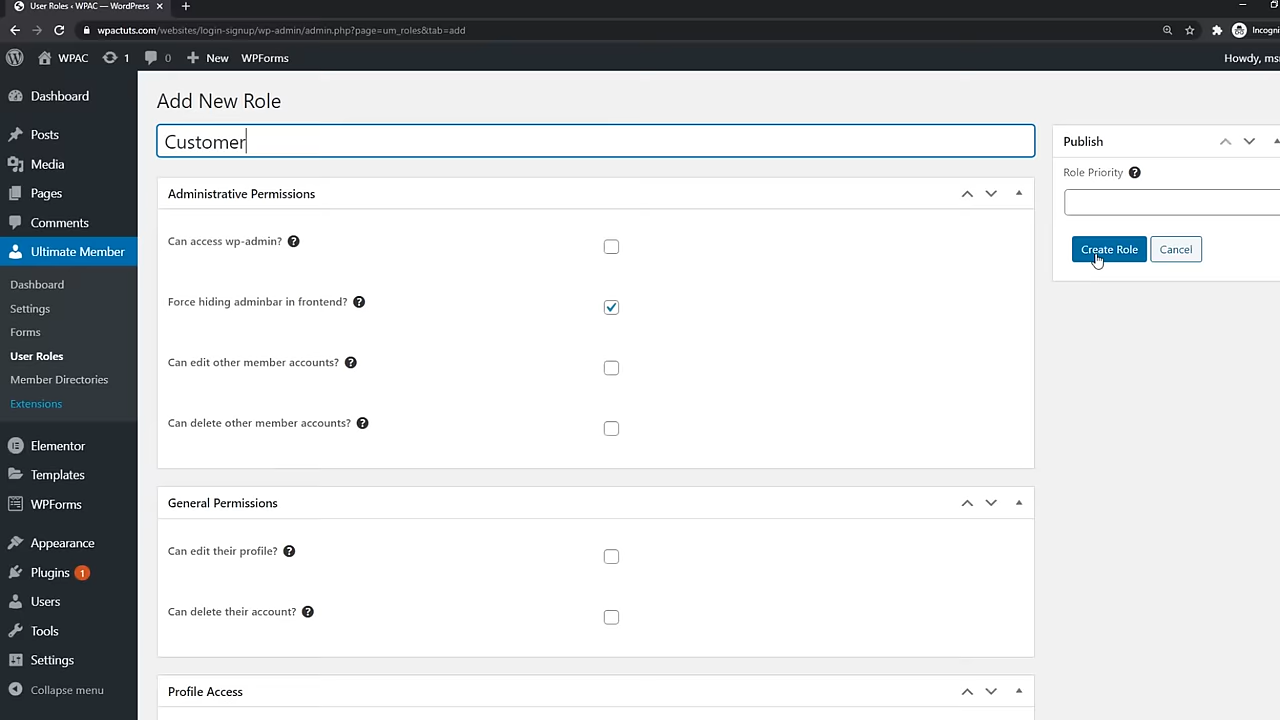 User Roles ‹ WPAC — WordPress
wpactuts.com/websites/login-signup/wp-admin/admin.php?page=um_roles&tab=add
WPAC
1
0
New
WPForms
Dashboard
Posts
Media
Pages
Comments
Ultimate Member
Dashboard
Settings
Forms
User Roles
Member Directories
Extensions
Elementor
Templates
WPForms
Appearance
Plugins 1
Users
Tools
Settings
Collapse menu
Add New Role
Customer
Administrative Permissions
Can access wp-admin? ?
Force hiding adminbar in frontend? ?
Can edit other member accounts? ?
Can delete other member accounts? ?
General Permissions
Can edit their profile? ?
Can delete their account? ?
Profile Access
Incogni
Howdy, msr
Publish
Role Priority ?
Create Role
Cancel